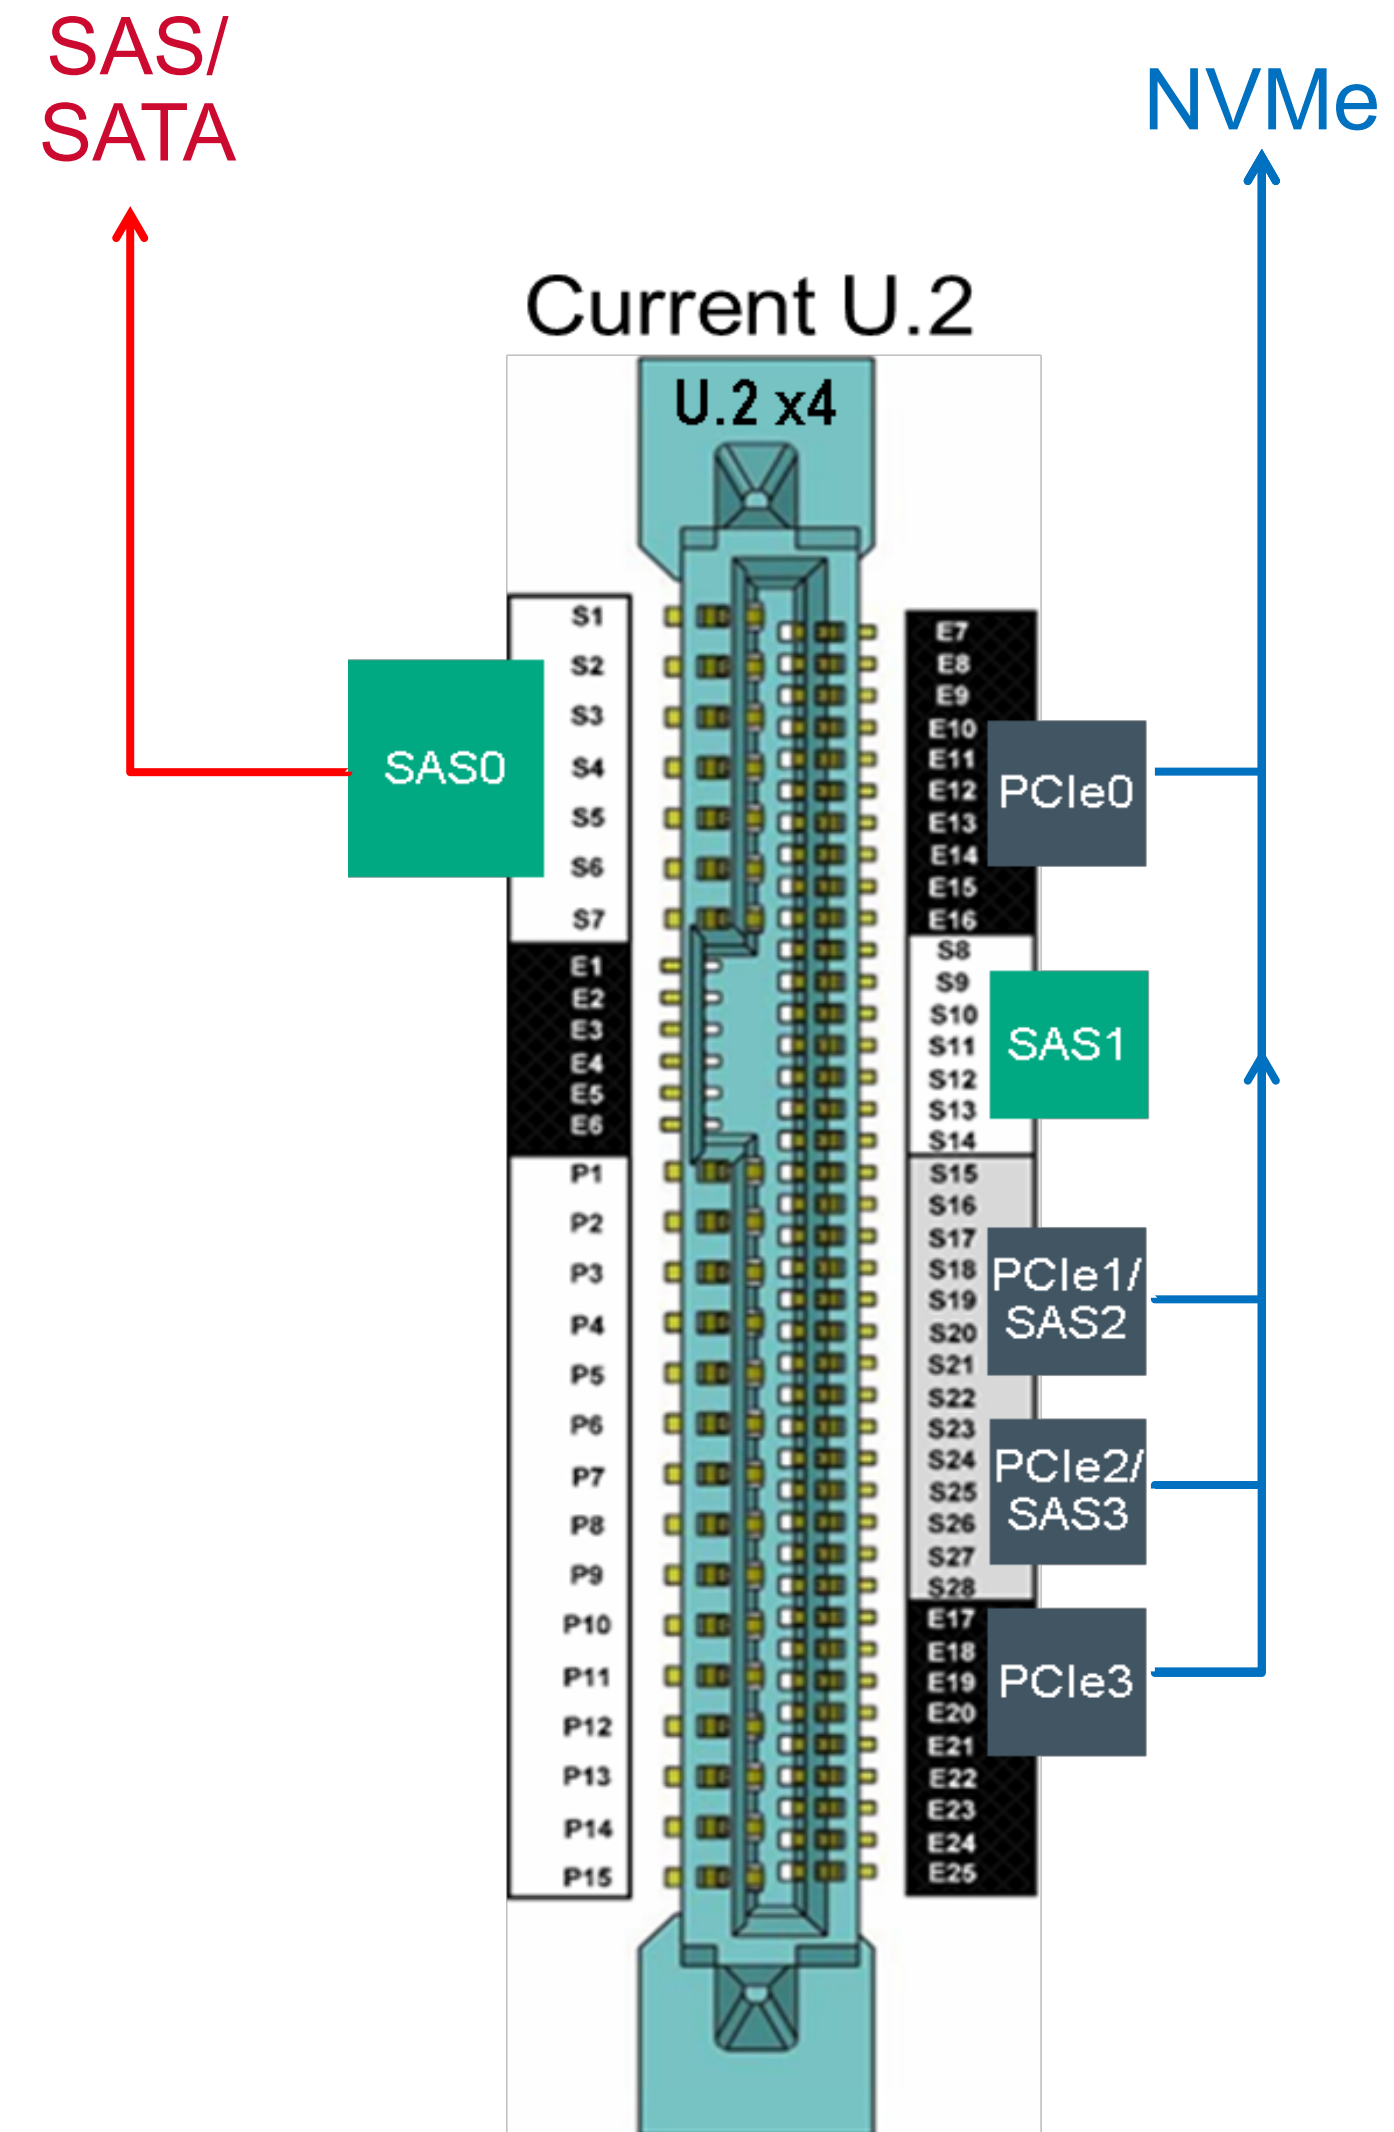 SAS/
SATA
NVMe
Current U.2
U.2 x4
S1
S2
S3
S4
S5
S6
S7
SAS0
E1
E2
E3
E4
E5
E6
P1
P2
P3
P4
P5
P6
P7
P8
P9
P10
P11
P12
P13
P14
P15
E7
E8
E9
E10
E11
E12
E13
E14
E15
E16
PCIe0
S8
S9
S10
S11
S12
S13
S14
SAS1
S15
S16
S17
S18
S19
S20
S21
S22
S23
S24
S25
S26
S27
S28
PCIe1/
SAS2
PCIe2/
SAS3
E17
E18
E19
E20
E21
E22
E23
E24
E25
PCIe3